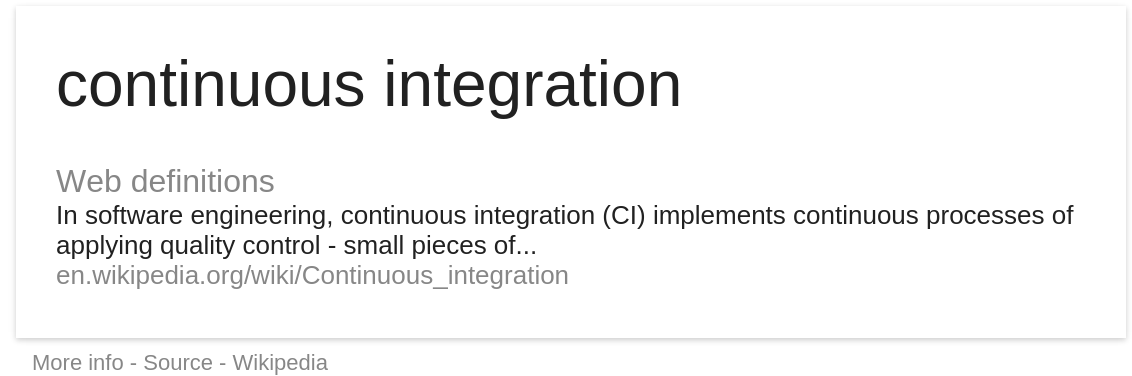 continuous integration
Web definitions
In software engineering, continuous integration (CI) implements continuous processes of
applying quality control - small pieces of...
en.wikipedia.org/wiki/Continuous_integration
More info - Source - Wikipedia